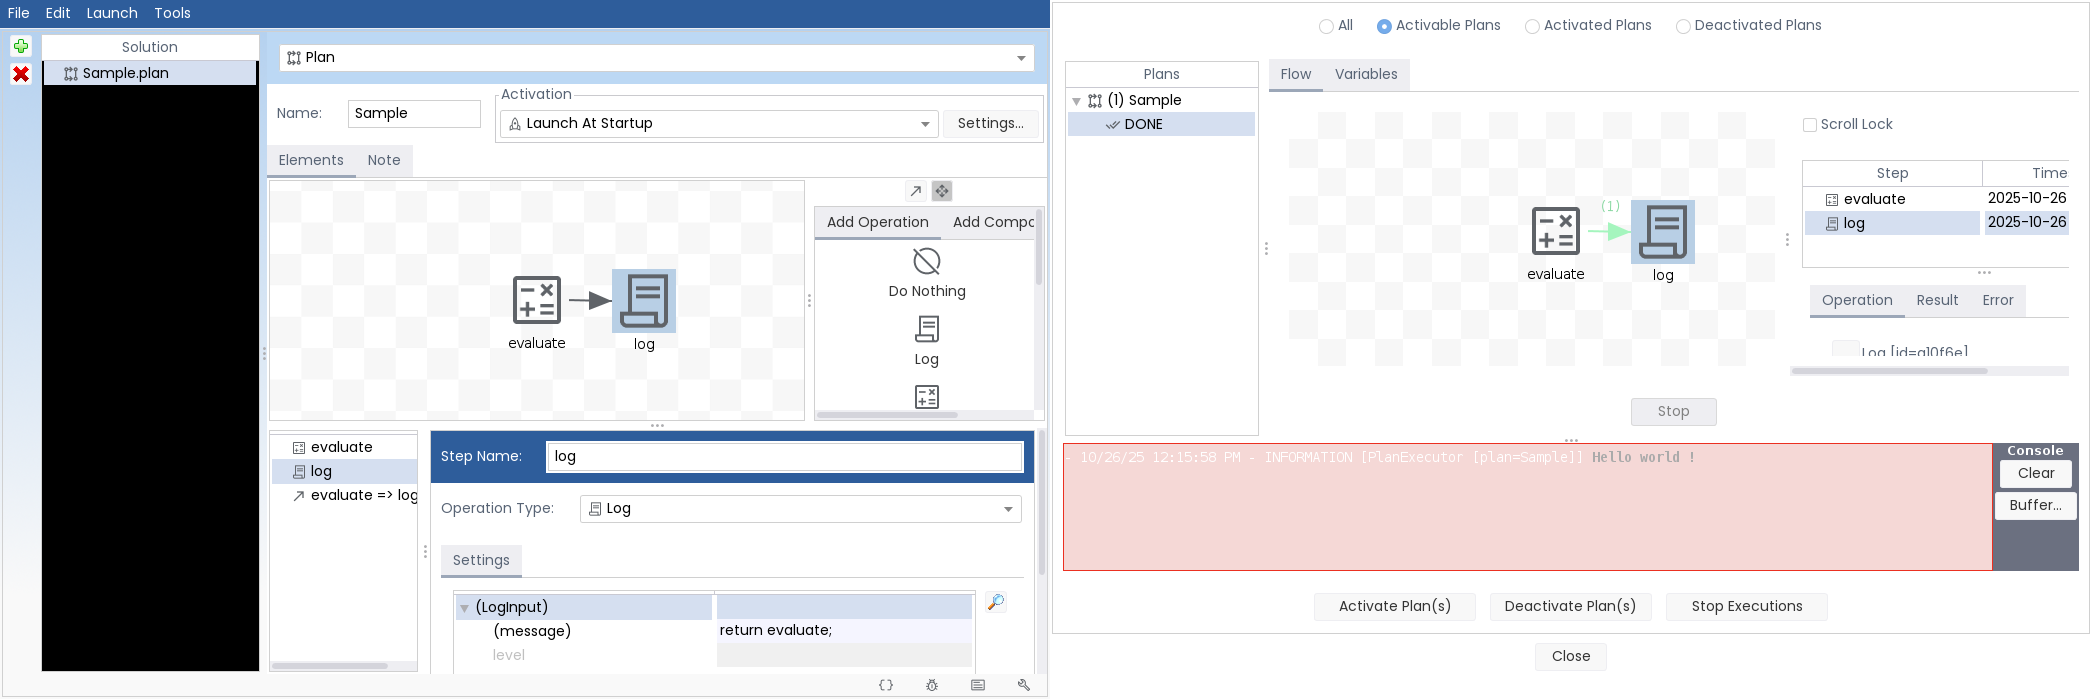 File Edit Launch Tools
Solution
Sample.plan
Plan
Name: Sample
Activation
Launch At Startup
Settings...
Elements Note
evaluate
log
Add Operation Add Compo
Do Nothing
Log
evaluate
log
evaluate => log
Step Name: log
Operation Type: Log
Settings
(LogInput)
(message) return evaluate;
level
All Activable Plans Activated Plans Deactivated Plans
Plans
(1) Sample
DONE
Flow Variables
(1)
evaluate
log
Scroll Lock
Step Time
evaluate 2025-10-26
log 2025-10-26
Operation Result Error
Log [id=a10f6e]
Stop
- 10/26/25 12:15:58 PM - INFORMATION [PlanExecutor [plan=Sample]] Hello world !
Console
Clear
Buffer...
Activate Plan(s) Deactivate Plan(s) Stop Executions
Close